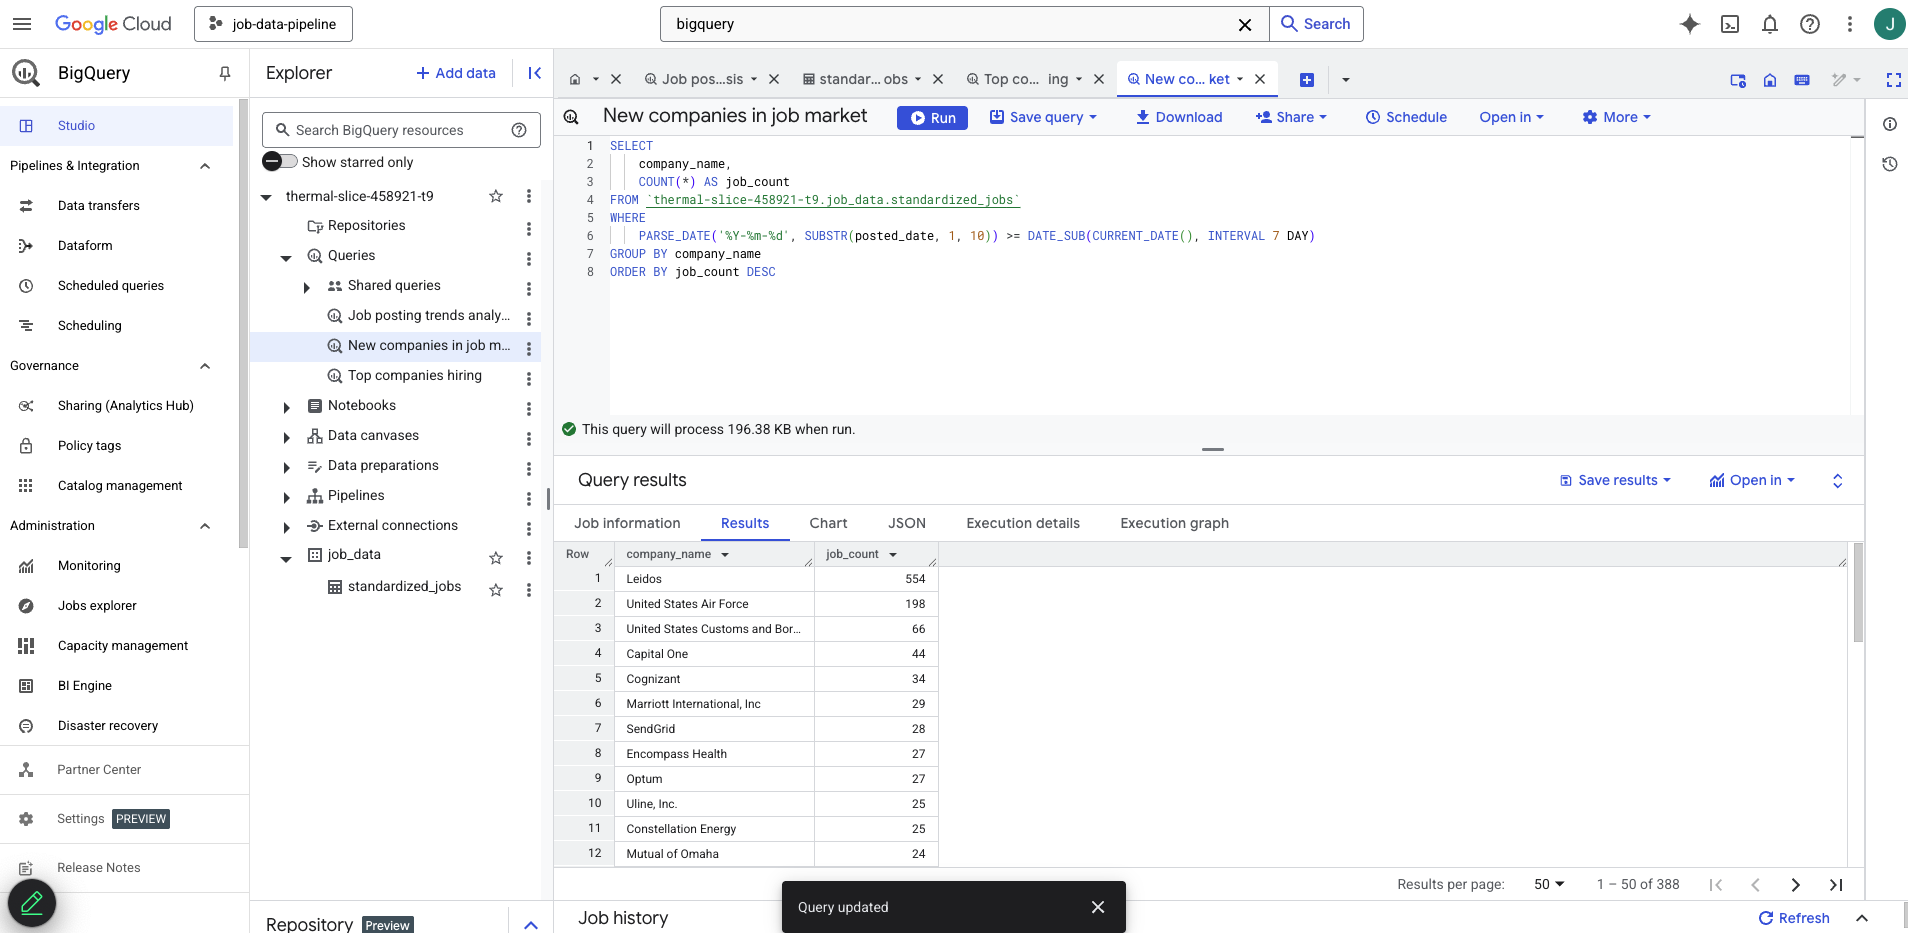 Google Cloud
job-data-pipeline
bigquery
Search
J
BigQuery
Studio
Pipelines & Integration
Data transfers
Dataform
Scheduled queries
Scheduling
Governance
Sharing (Analytics Hub)
Policy tags
Catalog management
Administration
Monitoring
Jobs explorer
Capacity management
BI Engine
Disaster recovery
Partner Center
Settings PREVIEW
Release Notes
Explorer
Add data
Search BigQuery resources
Show starred only
thermal-slice-458921-t9
Repositories
Queries
Shared queries
Job posting trends analy...
New companies in job m...
Top companies hiring
Notebooks
Data canvases
Data preparations
Pipelines
External connections
job_data
standardized_jobs
Repository Preview
Job pos...sis
standar... obs
Top co... ing
New co... ket
New companies in job market
Run
Save query
Download
Share
Schedule
Open in
More
1 SELECT
2 company_name,
3 COUNT(*) AS job_count
4 FROM `thermal-slice-458921-t9.job_data.standardized_jobs`
5 WHERE
6 PARSE_DATE('%Y-%m-%d', SUBSTR(posted_date, 1, 10)) >= DATE_SUB(CURRENT_DATE(), INTERVAL 7 DAY)
7 GROUP BY company_name
8 ORDER BY job_count DESC
This query will process 196.38 KB when run.
Query results
Save results
Open in
Job information Results Chart JSON Execution details Execution graph
Row company_name job_count
1 Leidos 554
2 United States Air Force 198
3 United States Customs and Bor... 66
4 Capital One 44
5 Cognizant 34
6 Marriott International, Inc 29
7 SendGrid 28
8 Encompass Health 27
9 Optum 27
10 Uline, Inc. 25
11 Constellation Energy 25
12 Mutual of Omaha 24
Results per page: 50 1 – 50 of 388
Query updated
Job history
Refresh